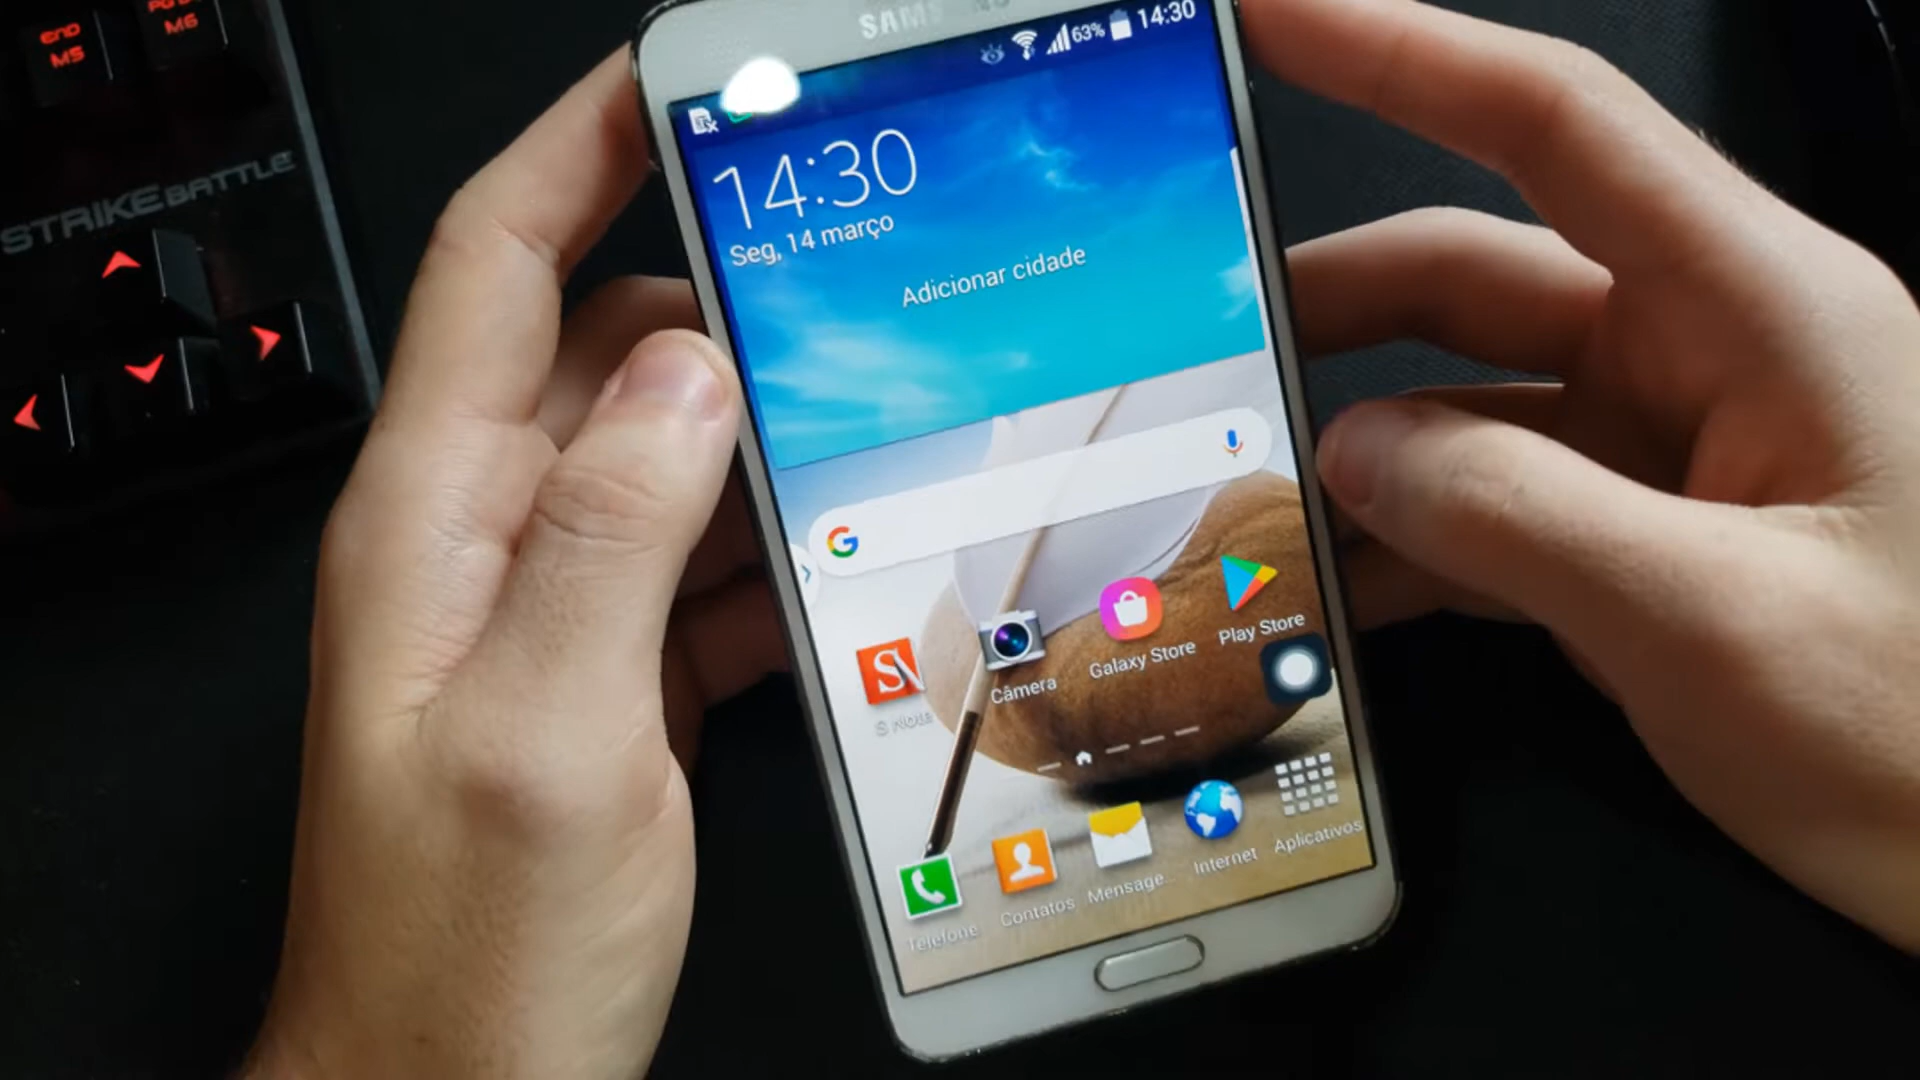 END
M5
M6
STRIKE BATTLE
SAMS
63% 14:30
14:30
Seg, 14 março
Adicionar cidade
G
S Note
Câmera
Galaxy Store
Play Store
Telefone
Contatos
Mensage...
Internet
Aplicativos